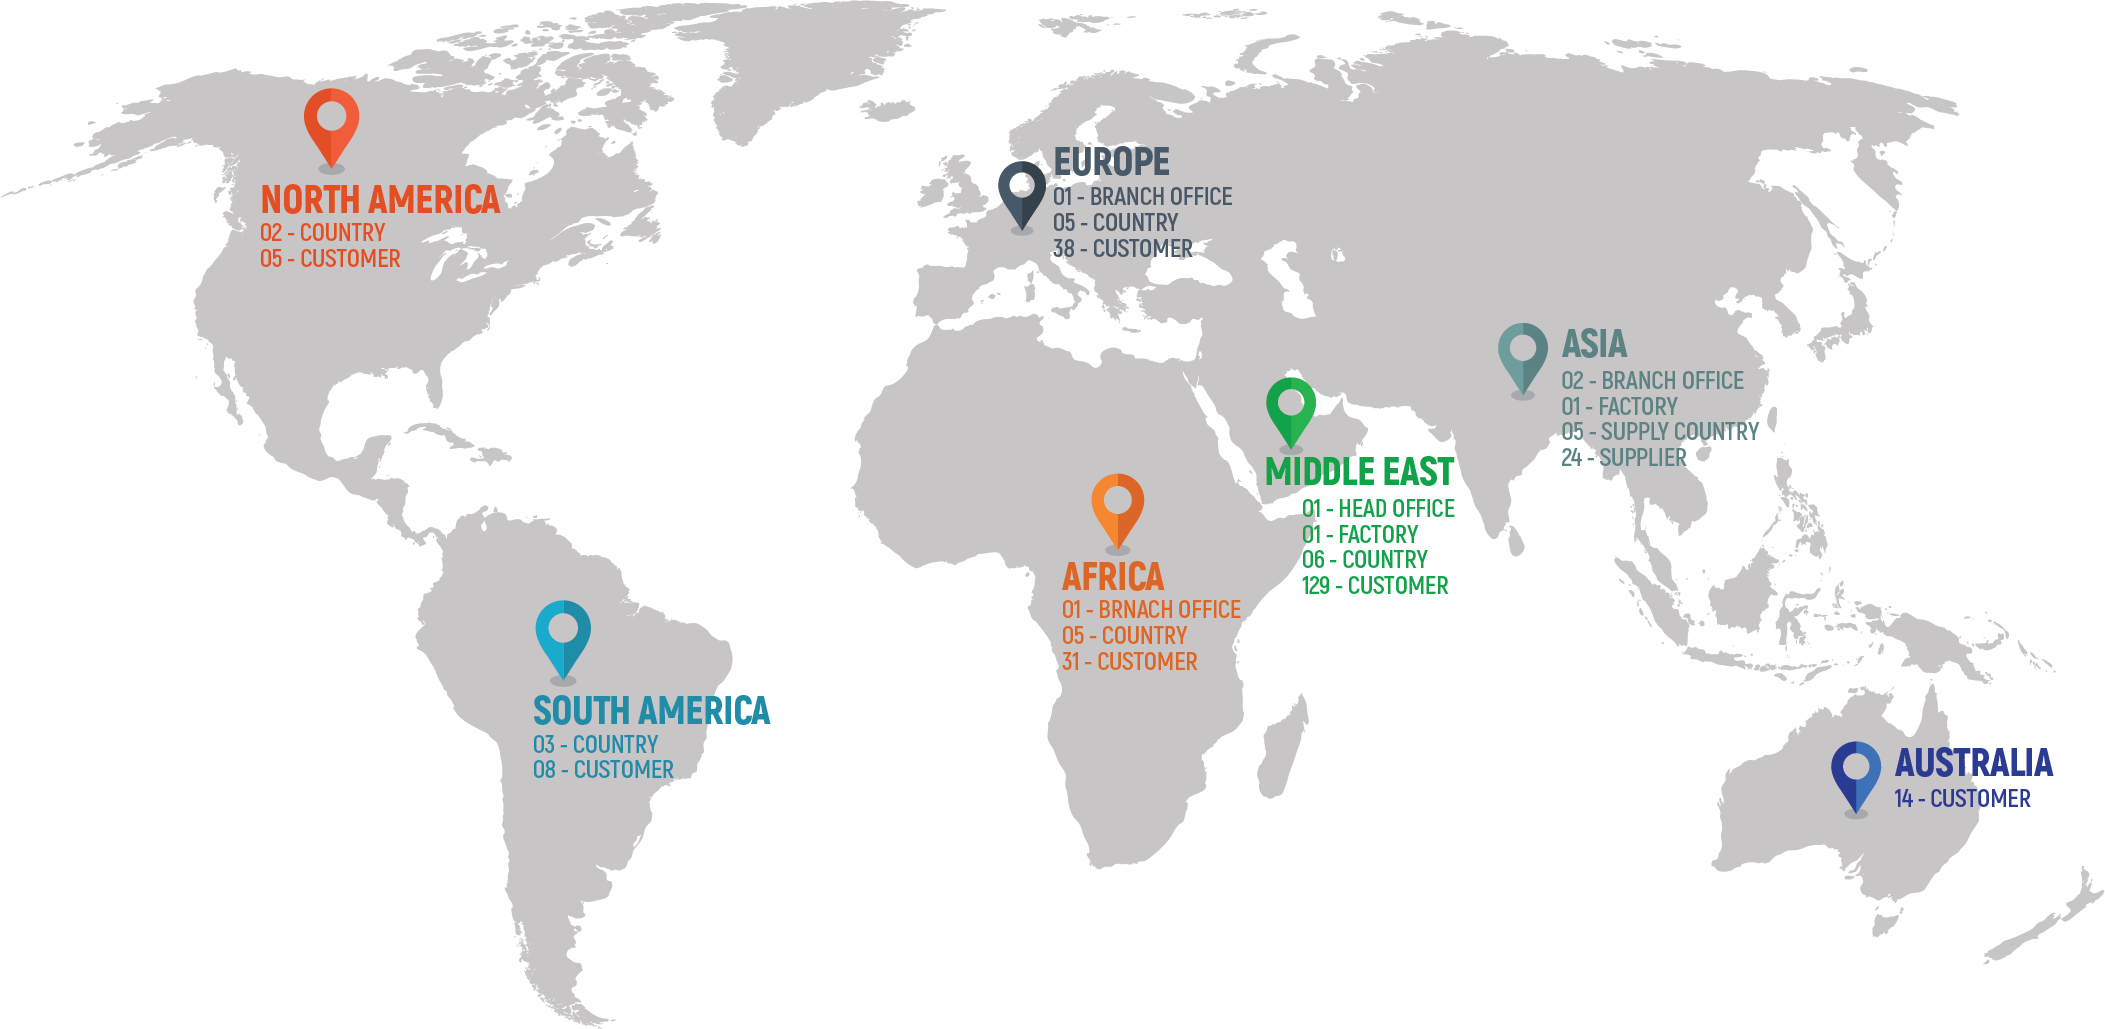 NORTH AMERICA
02 - COUNTRY
05 - CUSTOMER
EUROPE
01 - BRANCH OFFICE
05 - COUNTRY
38 - CUSTOMER
ASIA
02 - BRANCH OFFICE
01 - FACTORY
05 - SUPPLY COUNTRY
24 - SUPPLIER
MIDDLE EAST
01 - HEAD OFFICE
01 - FACTORY
06 - COUNTRY
129 - CUSTOMER
AFRICA
01 - BRNACH OFFICE
05 - COUNTRY
31 - CUSTOMER
SOUTH AMERICA
03 - COUNTRY
08 - CUSTOMER
AUSTRALIA
14 - CUSTOMER